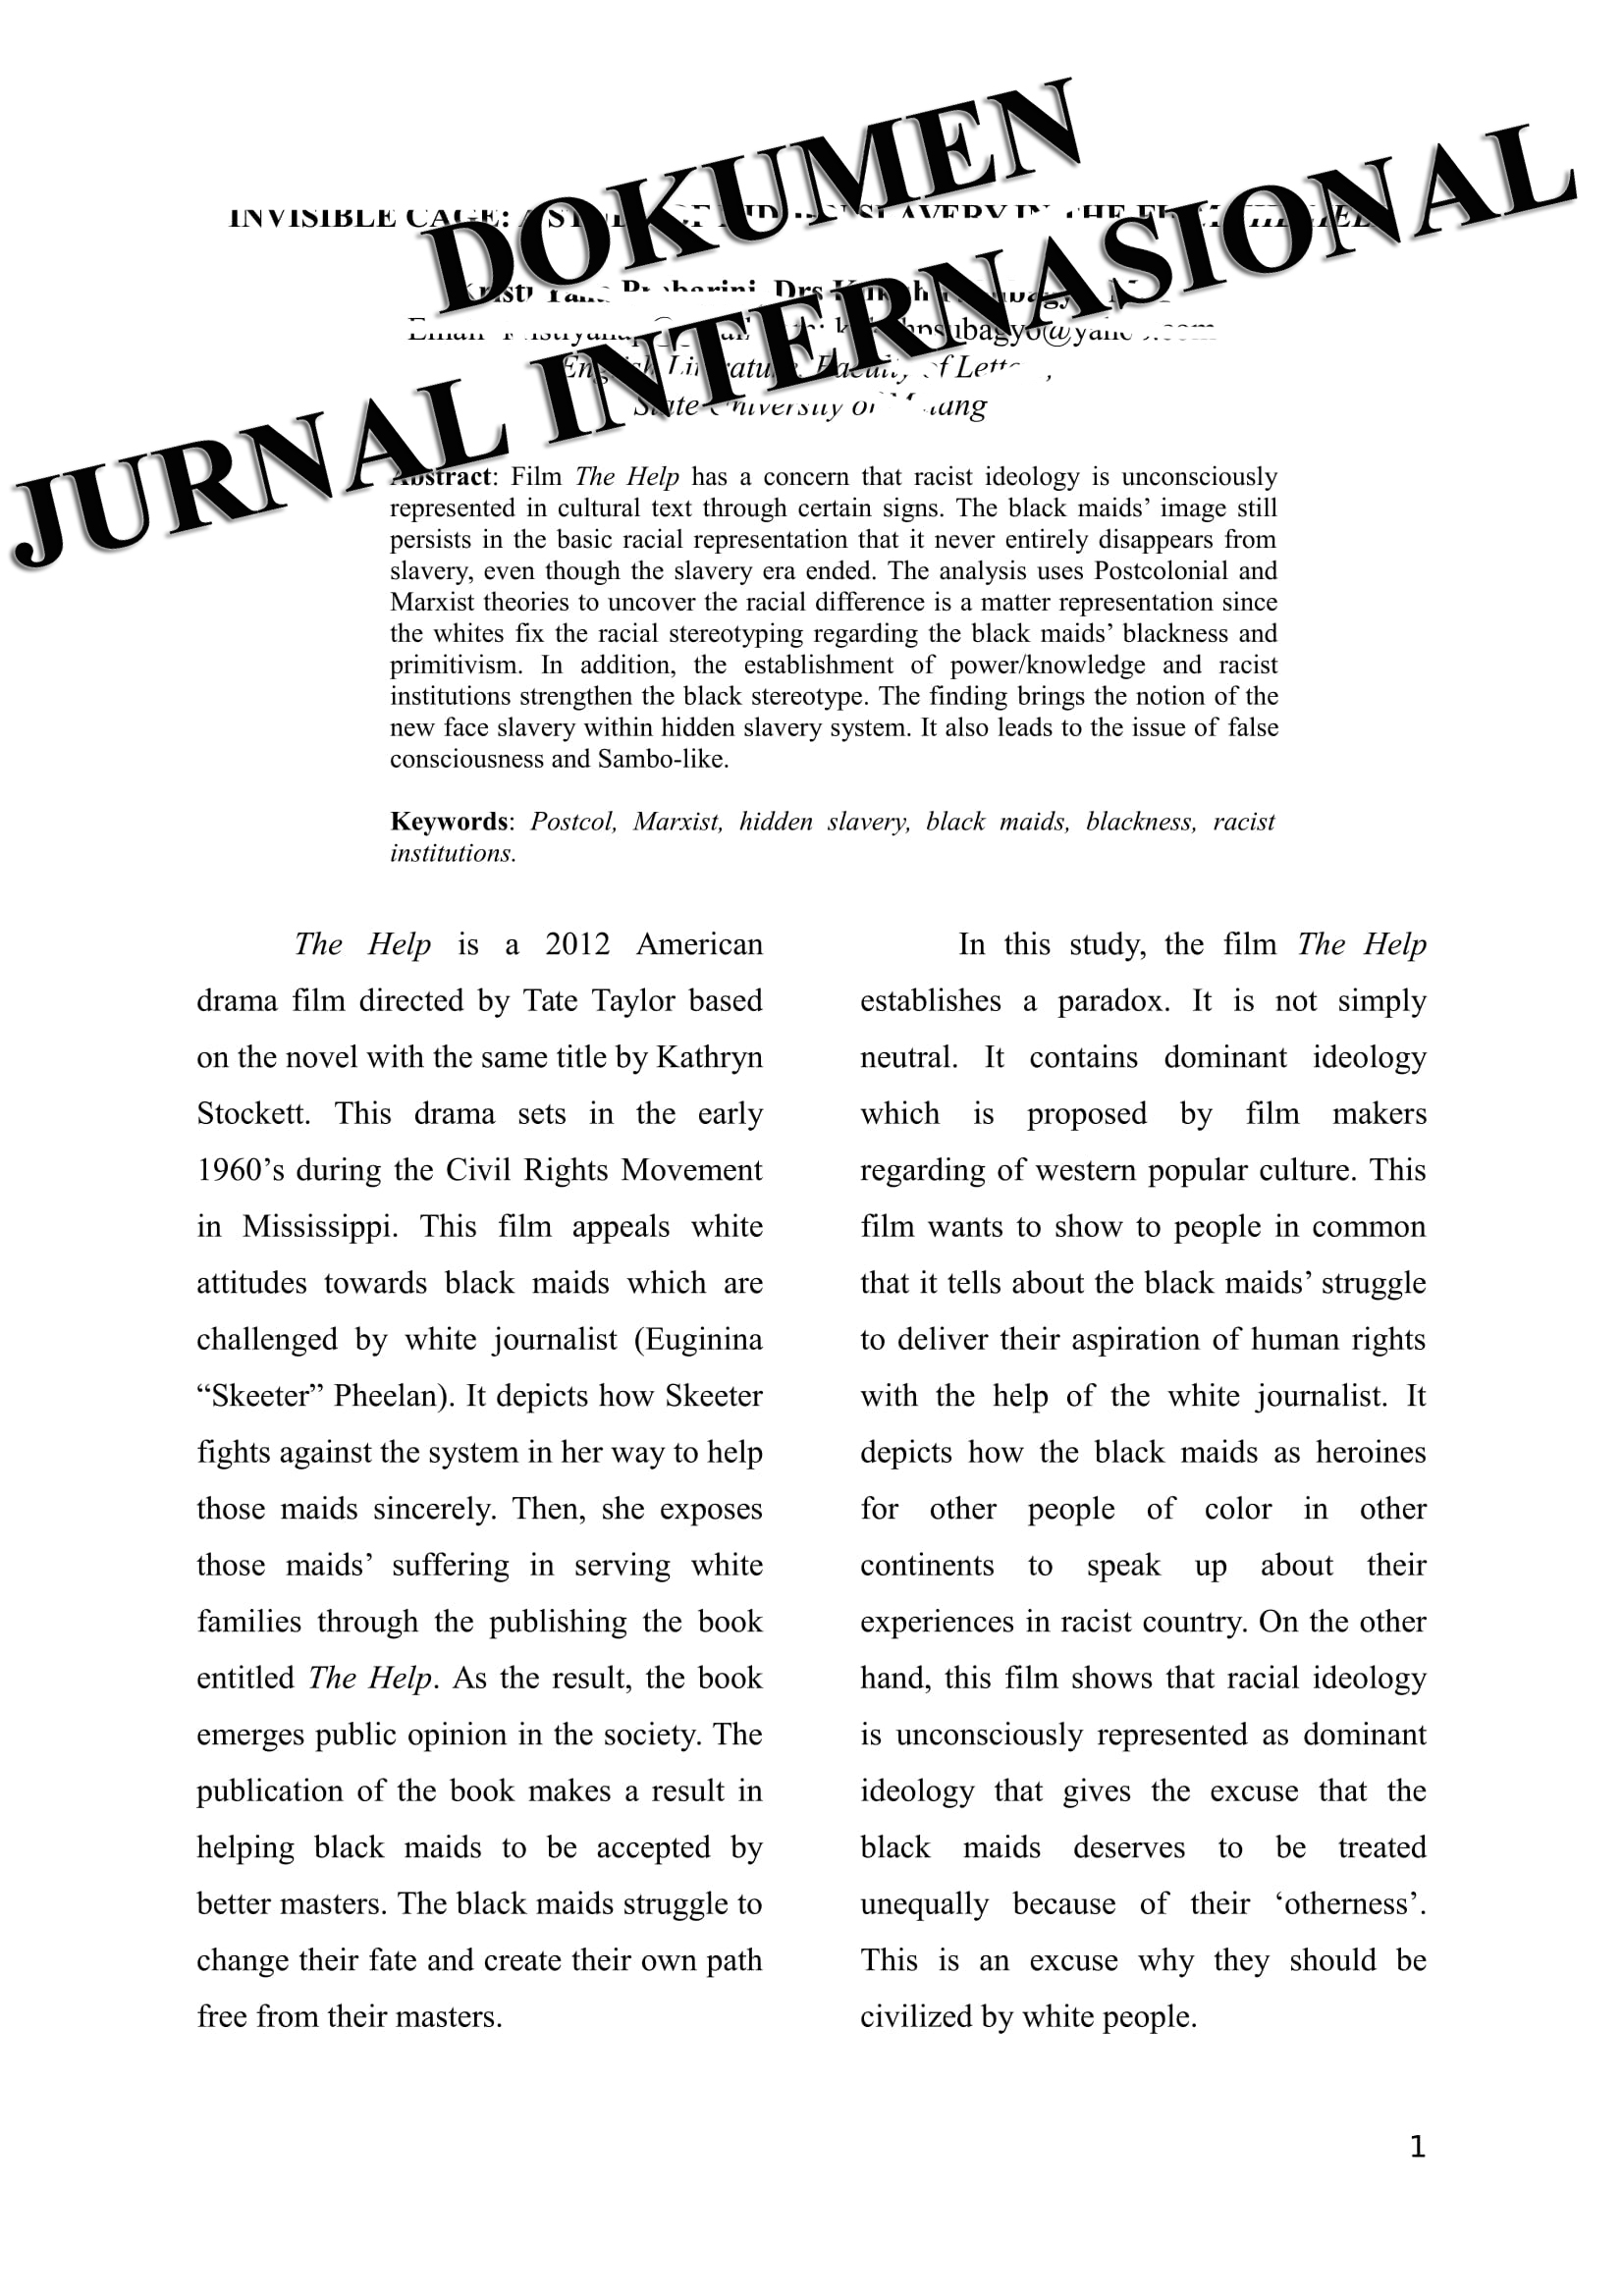 DOKUMEN
JURNAL INTERNASIONAL
INVISIBLE CAGE: A SLAVERY IN THE
Drs
English Literature, Faculty of Letters,
State University of
Abstract: Film The Help has a concern that racist ideology is unconsciously
represented in cultural text through certain signs. The black maids’ image still
persists in the basic racial representation that it never entirely disappears from
slavery, even though the slavery era ended. The analysis uses Postcolonial and
Marxist theories to uncover the racial difference is a matter representation since
the whites fix the racial stereotyping regarding the black maids’ blackness and
primitivism. In addition, the establishment of power/knowledge and racist
institutions strengthen the black stereotype. The finding brings the notion of the
new face slavery within hidden slavery system. It also leads to the issue of false
consciousness and Sambo-like.
Keywords: Postcol, Marxist, hidden slavery, black maids, blackness, racist
institutions.
The Help is a 2012 American
drama film directed by Tate Taylor based
on the novel with the same title by Kathryn
Stockett. This drama sets in the early
1960’s during the Civil Rights Movement
in Mississippi. This film appeals white
attitudes towards black maids which are
challenged by white journalist (Euginina
“Skeeter” Pheelan). It depicts how Skeeter
fights against the system in her way to help
those maids sincerely. Then, she exposes
those maids’ suffering in serving white
families through the publishing the book
entitled The Help. As the result, the book
emerges public opinion in the society. The
publication of the book makes a result in
helping black maids to be accepted by
better masters. The black maids struggle to
change their fate and create their own path
free from their masters.
In this study, the film The Help
establishes a paradox. It is not simply
neutral. It contains dominant ideology
which is proposed by film makers
regarding of western popular culture. This
film wants to show to people in common
that it tells about the black maids’ struggle
to deliver their aspiration of human rights
with the help of the white journalist. It
depicts how the black maids as heroines
for other people of color in other
continents to speak up about their
experiences in racist country. On the other
hand, this film shows that racial ideology
is unconsciously represented as dominant
ideology that gives the excuse that the
black maids deserves to be treated
unequally because of their ‘otherness’.
This is an excuse why they should be
civilized by white people.
1